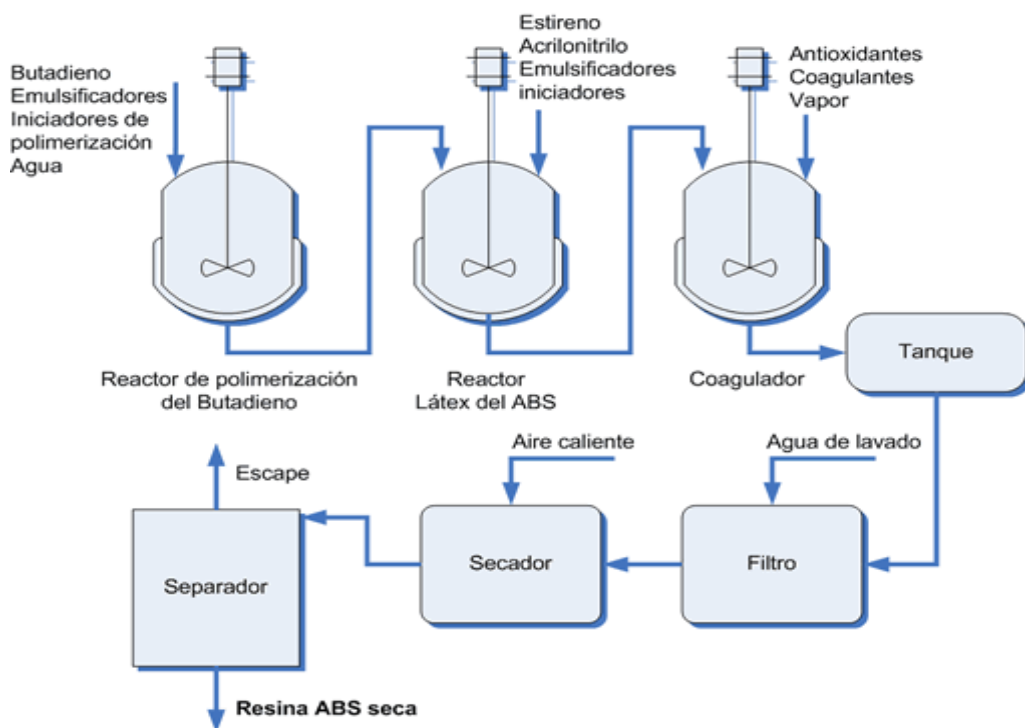 Butadieno
Emulsificadores
Iniciadores de
polimerización
Agua
Estireno
Acrilonitrilo
Emulsificadores
iniciadores
Antioxidantes
Coagulantes
Vapor
Reactor de polimerización
del Butadieno
Reactor
Látex del ABS
Coagulador
Tanque
Escape
Aire caliente
Agua de lavado
Separador
Secador
Filtro
Resina ABS seca